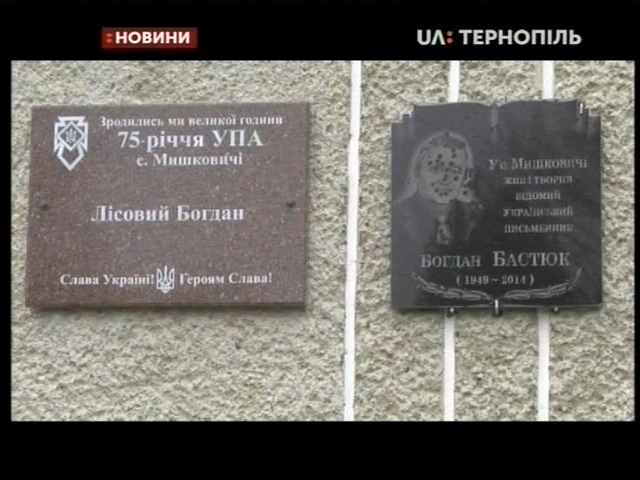 НОВИНИ
UA: ТЕРНОПІЛЬ
Зродились ми великої години
75-річчя УПА
с. Мишковичі
Лісовий Богдан
Слава Україні! Героям Слава!
У с. Мишковичі
жив і творив
відомий
український
письменник
Богдан Бастюк
(1949~2014)